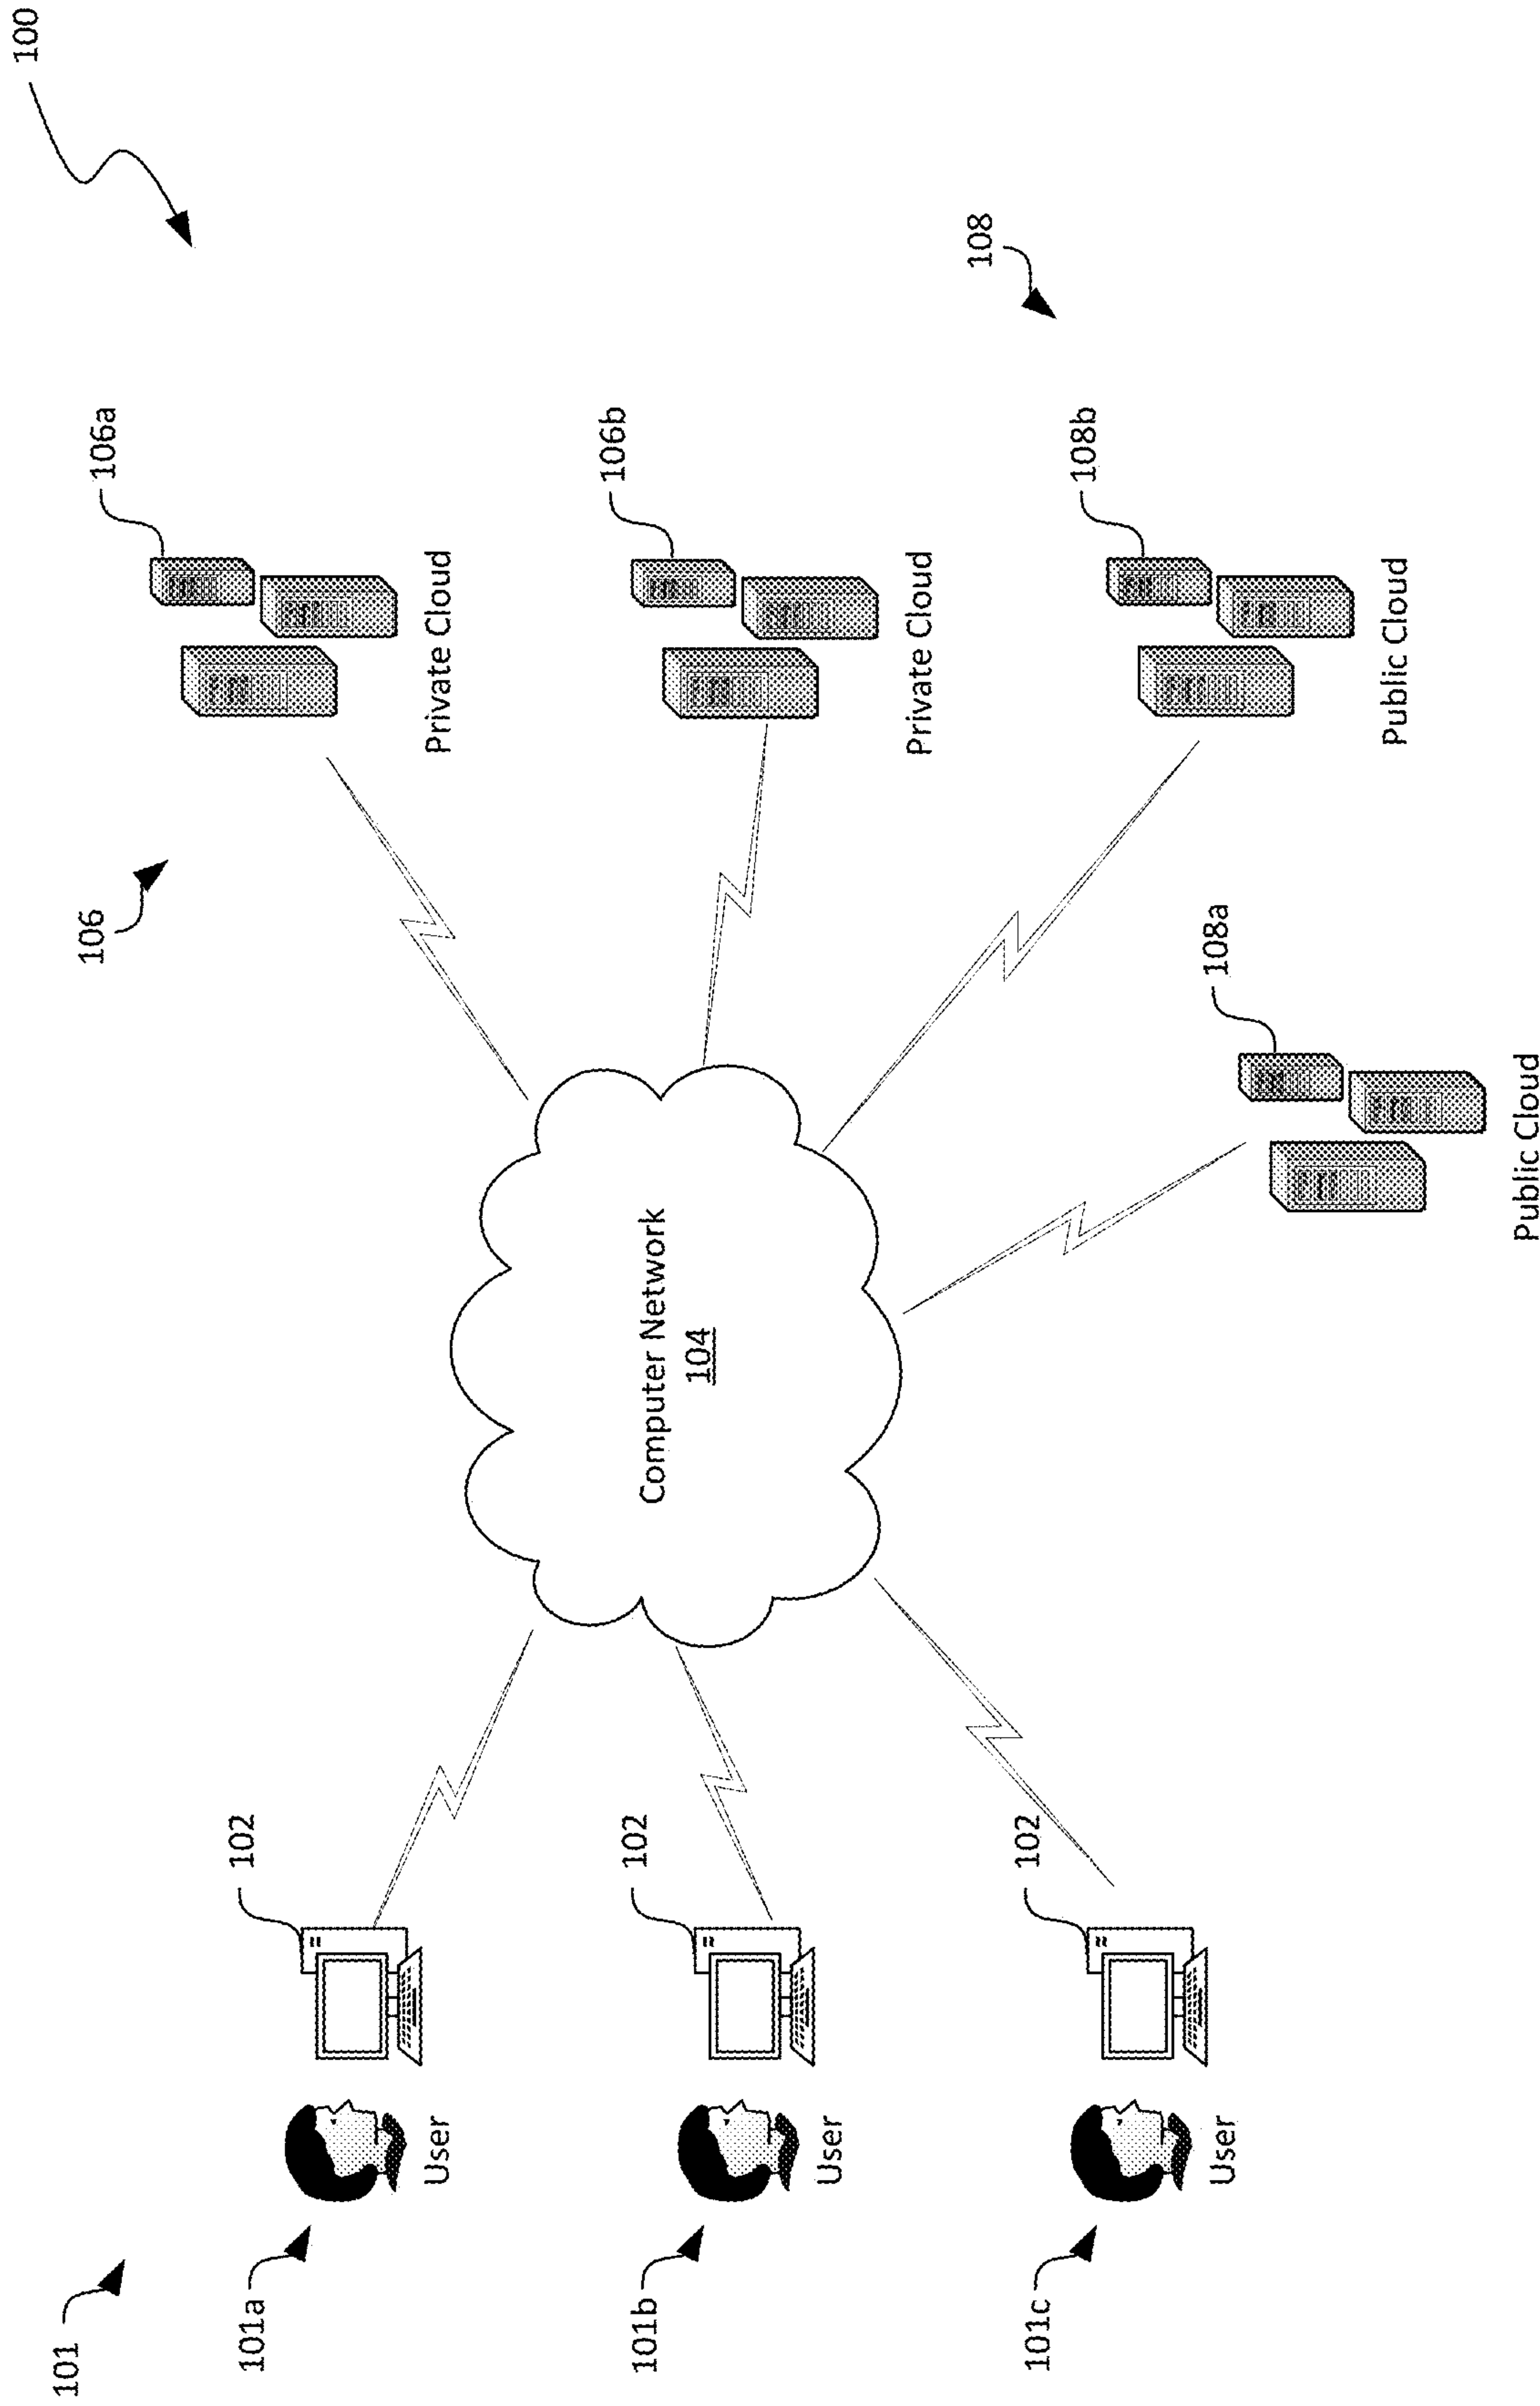 100
106
106a
Private Cloud
106b
Private Cloud
108
108b
Public Cloud
108a
Public Cloud
Computer Network
104
101
101a
102
User
101b
102
User
101c
102
User